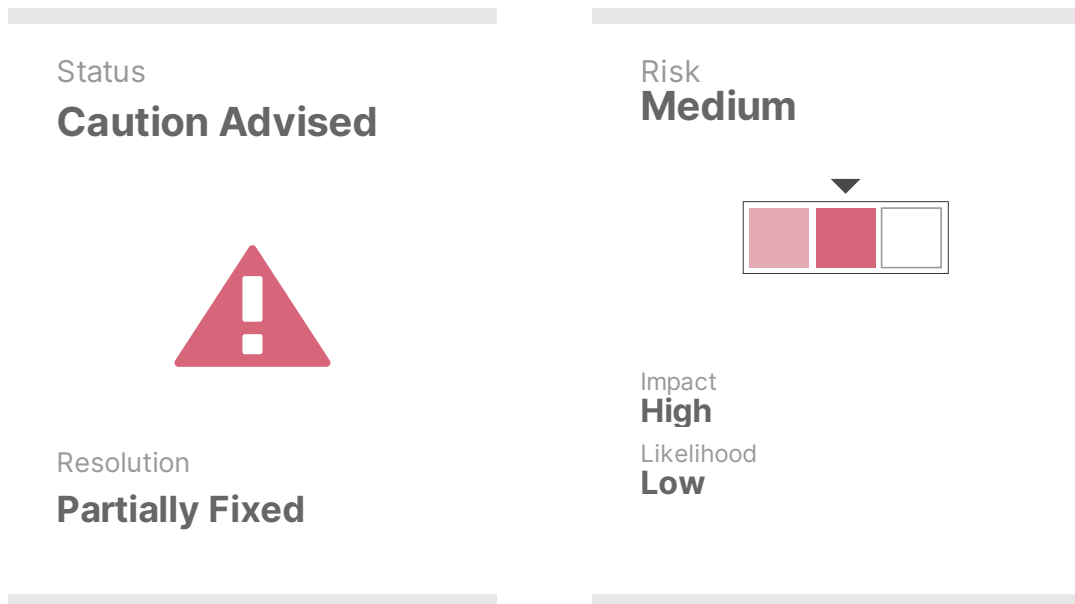 Status
Caution Advised
Resolution
Partially Fixed
Risk
Medium
Impact
High
Likelihood
Low